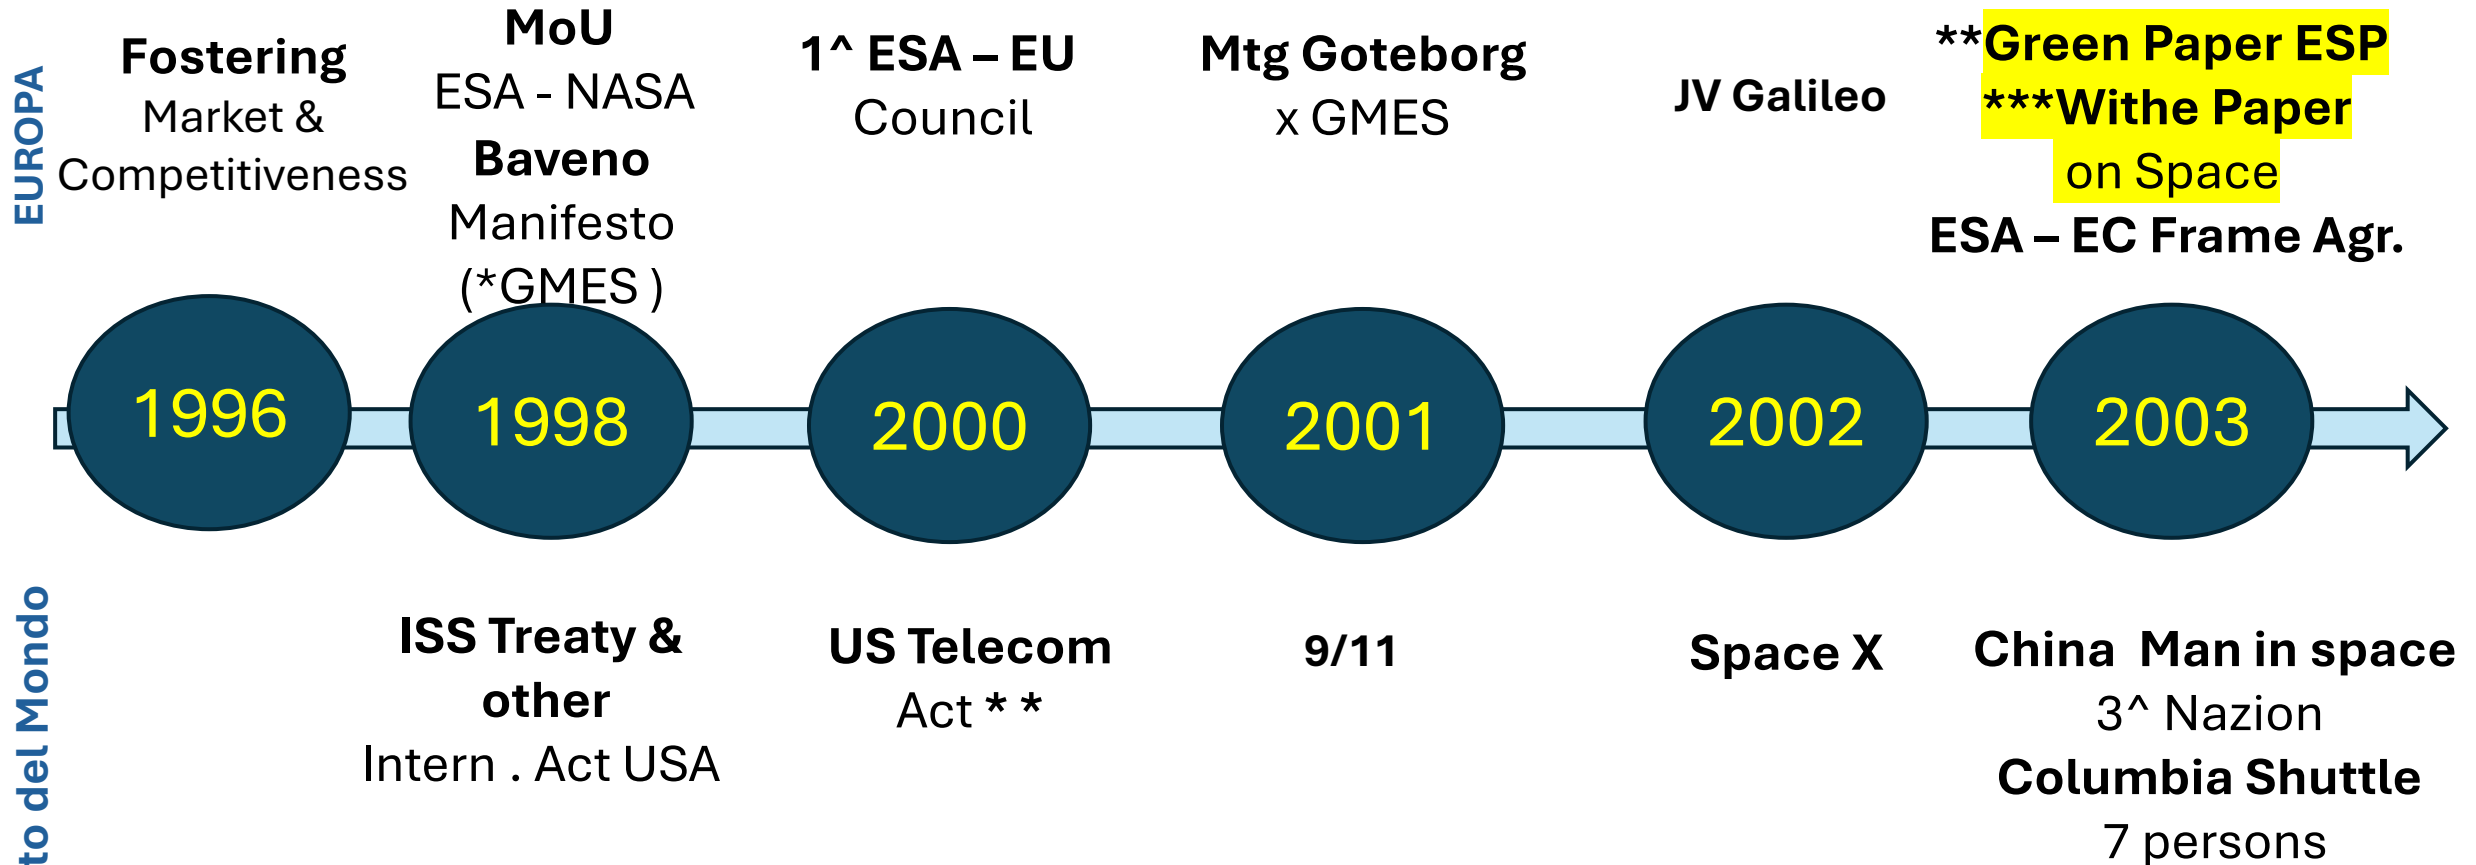 EUROPA
Fostering
Market &
Competitiveness
MoU
ESA - NASA
Baveno
Manifesto
(*GMES )
1^ ESA – EU
Council
Mtg Goteborg
x GMES
JV Galileo
**Green Paper ESP
***Withe Paper
on Space
ESA – EC Frame Agr.
1996
1998
2000
2001
2002
2003
to del Mondo
ISS Treaty &
other
Intern . Act USA
US Telecom
Act * *
9/11
Space X
China  Man in space
3^ Nazion
Columbia Shuttle
7 persons